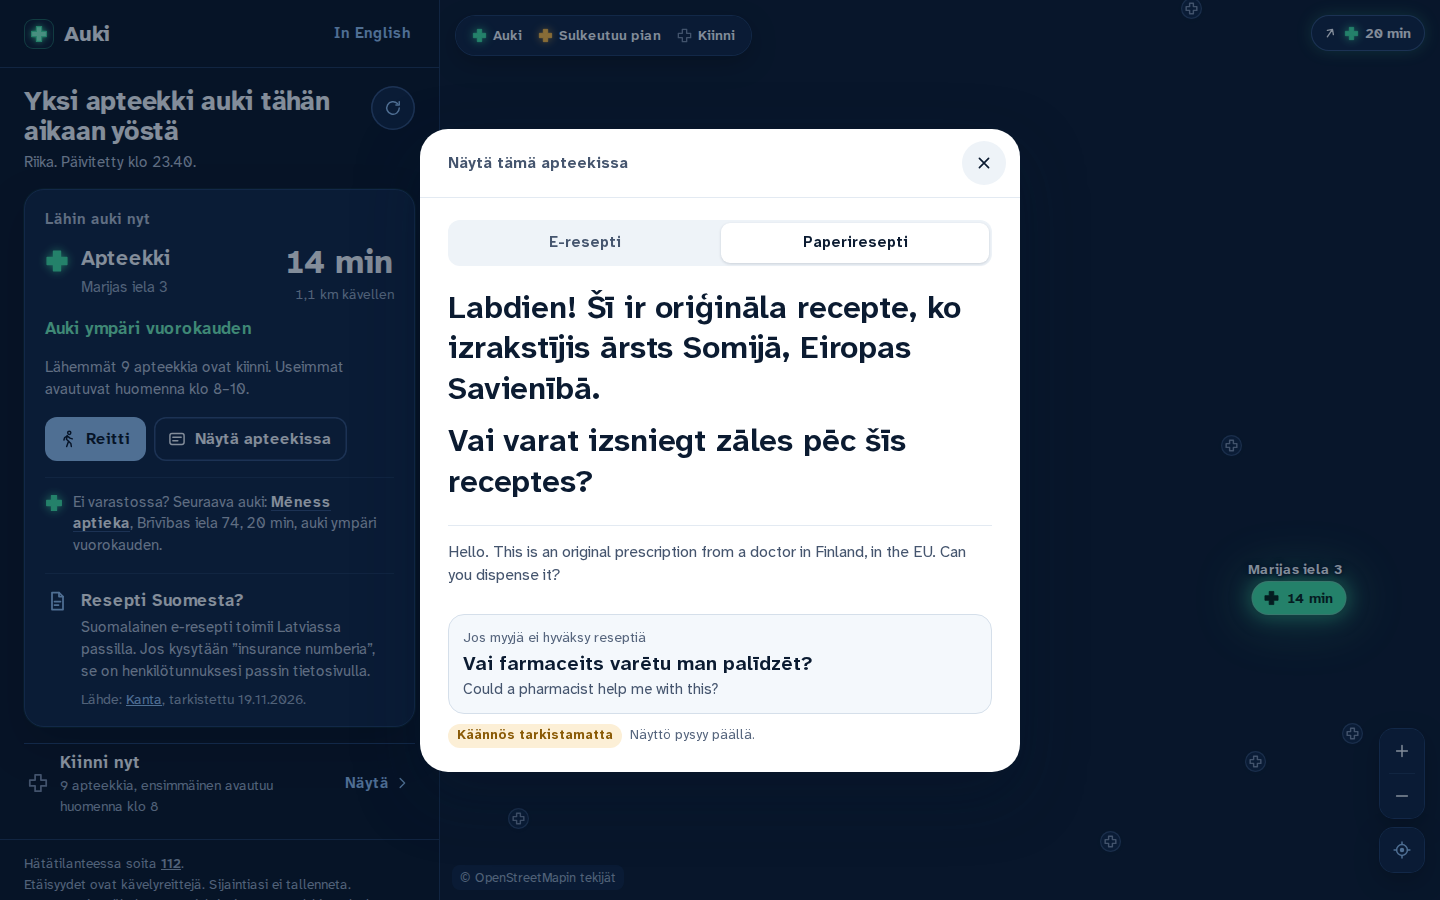 Auki
In English
Yksi apteekki auki tähän
aikaan yöstä
Riika. Päivitetty klo 23.40.
Lähin auki nyt
Apteekki
14 min
Marijas iela 3
1,1 km kävellen
Auki ympäri vuorokauden
Lähemmät 9 apteekkia ovat kiinni. Useimmat
avautuvat huomenna klo 8–10.
Reitti
Näytä apteekissa
Ei varastossa? Seuraava auki: Mēness
aptieka, Brīvības iela 74, 20 min, auki ympäri
vuorokauden.
Resepti Suomesta?
Suomalainen e-resepti toimii Latviassa
passilla. Jos kysytään ”insurance numberia”,
se on henkilötunnuksesi passin tietosivulla.
Lähde: Kanta, tarkistettu 19.11.2026.
Kiinni nyt
9 apteekkia, ensimmäinen avautuu
huomenna klo 8
Näytä
Hätätilanteessa soita 112.
Etäisyydet ovat kävelyreittejä. Sijaintiasi ei tallenneta.
Auki
Sulkeutuu pian
Kiinni
20 min
Näytä tämä apteekissa
E-resepti
Paperiresepti
Labdien! Šī ir oriģināla recepte, ko
izrakstījis ārsts Somijā, Eiropas
Savienībā.
Vai varat izsniegt zāles pēc šīs
receptes?
Hello. This is an original prescription from a doctor in Finland, in the EU. Can
you dispense it?
Jos myyjä ei hyväksy reseptiä
Vai farmaceits varētu man palīdzēt?
Could a pharmacist help me with this?
Käännös tarkistamatta
Näyttö pysyy päällä.
Marijas iela 3
14 min
© OpenStreetMapin tekijät